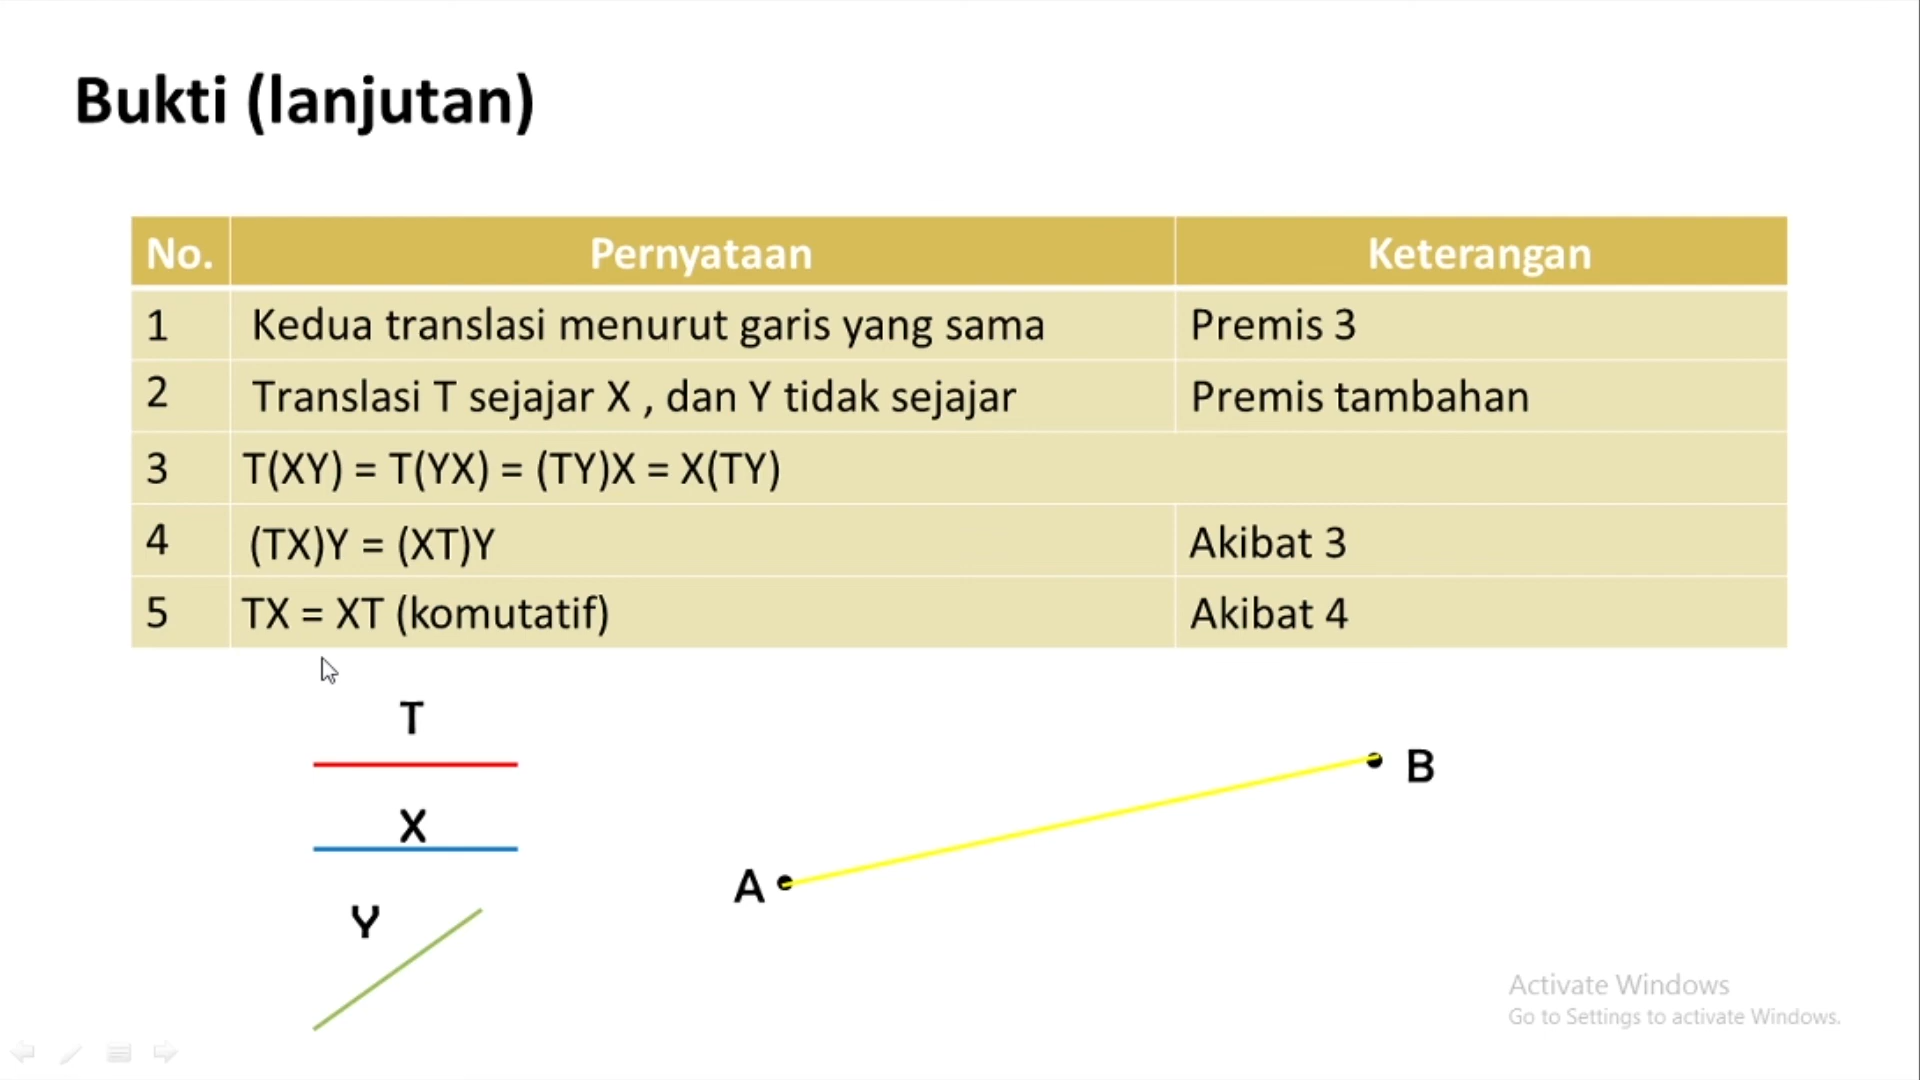 Bukti (lanjutan)
No. Pernyataan Keterangan
1 Kedua translasi menurut garis yang sama Premis 3
2 Translasi T sejajar X , dan Y tidak sejajar Premis tambahan
3 T(XY) = T(YX) = (TY)X = X(TY)
4 (TX)Y = (XT)Y Akibat 3
5 TX = XT (komutatif) Akibat 4
T
X
Y
A
B
Activate Windows
Go to Settings to activate Windows.